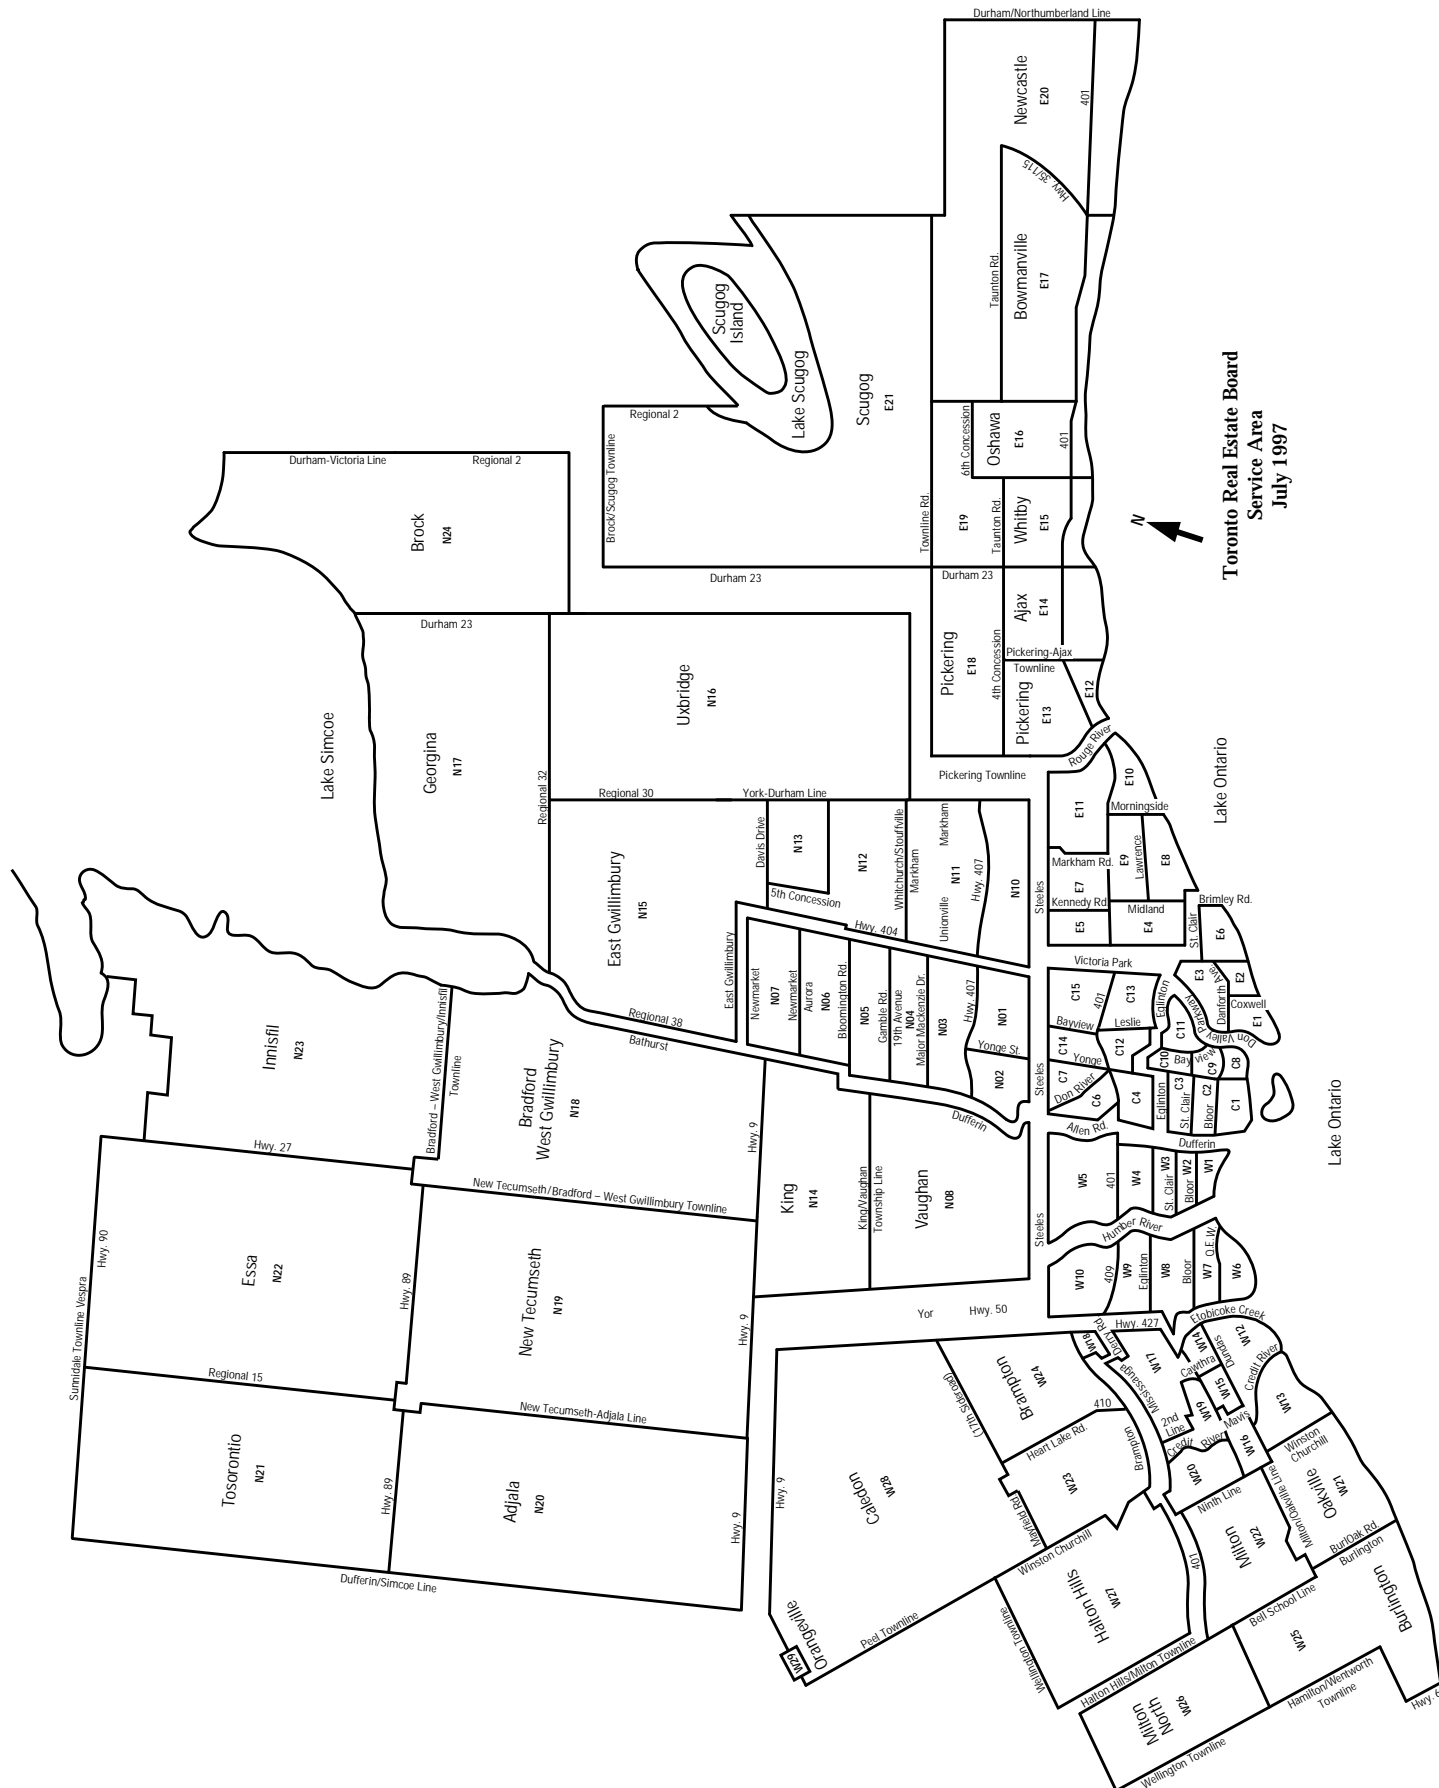 Durham/Northumberland Line
Newcastle
E20
401
Hwy. 35/115
Taunton Rd.
Bowmanville
E17
Scugog
Island
Lake Scugog
Scugog
E21
Regional 2
Brock/Scugog Townline
6th Concession
Oshawa
E16
401
Townline Rd.
E19
Taunton Rd.
Whitby
E15
Durham 23
Durham 23
Toronto Real Estate Board
Service Area
July 1997
N
Durham-Victoria Line
Regional 2
Brock
N24
Durham 23
Lake Simcoe
Georgina
N17
Regional 32
Uxbridge
N16
Pickering
E18
4th Concession
Ajax
E14
Pickering-Ajax
Townline
Pickering
E13
E12
Rouge River
Pickering Townline
Lake Ontario
Regional 30
York-Durham Line
East Gwillimbury
N15
Davis Drive
N13
5th Concession
N12
Whitchurch/Stouffville
Markham
Markham
N11
Unionville
Hwy. 407
N10
Hwy. 404
Steeles
E11
E10
Morningside
Markham Rd.
E9
Lawrence
E8
E7
Kennedy Rd.
Midland
Brimley Rd.
E5
E4
St. Clair
E6
Victoria Park
East Gwillimbury
Newmarket
N07
Newmarket
Aurora
N06
Bloomington Rd.
N05
Gamble Rd.
19th Avenue
N04
Major Mackenzie Dr.
N03
Hwy. 407
N01
Yonge St.
N02
Steeles
C15
401
C13
Eglinton
E3
Danforth
Ave.
E2
Coxwell
E1
Don Valley Parkway
Bayview
Leslie
C11
C14
Yonge
C12
C10
Bay view
C9
C8
C7
Don River
C6
C4
Eglinton
C3
St. Clair
C2
Bloor
C1
Allen Rd.
Dufferin
Lake Ontario
Regional 38
Bathurst
Dufferin
Innisfil
N23
Bradford – West Gwillimbury/Innisfil
Townline
Bradford
West Gwillimbury
N18
Hwy. 27
Hwy. 9
New Tecumseth/Bradford – West Gwillimbury Townline
King
N14
King/Vaughan
Township Line
Vaughan
N08
Steeles
W5
401
W4
W3
St. Clair
W2
Bloor
W1
Humber River
W10
409
W9
Eglinton
W8
Bloor
W7
Q.E.W.
W6
Sunnidale Townline Vespra
Hwy. 90
Essa
N22
Hwy. 89
New Tecumseth
N19
Hwy. 9
Yor
Hwy. 50
Hwy. 427
Etobicoke Creek
Regional 15
New Tecumseth-Adjala Line
Tosorontio
N21
Hwy. 89
Adjala
N20
Hwy. 9
Dufferin/Simcoe Line
Hwy. 9
Caledon
W28
Orangeville
W29
Peel Townline
(17th Sideroad)
Brampton
W24
410
Heart Lake Rd.
Mayfield Rd.
W23
Brampton
Mississauga
W18
Derry Rd.
W17
W14
Cawthra
Dundas
W12
W15
W19
2nd
Line
Credit
River
Mavis
Credit River
W13
W16
W20
Winston
Churchill
Winston Churchill
Ninth Line
Milton/Oakville Line
Oakville
W21
Milton
W22
BurlOak Rd.
Burlington
401
Halton Hills
W27
Wellington Townline
Halton Hills/Milton Townline
Bell School Line
W25
Burlington
Hamilton/Wentworth
Townline
Hwy. 6
Milton
North
W26
Wellington Townline